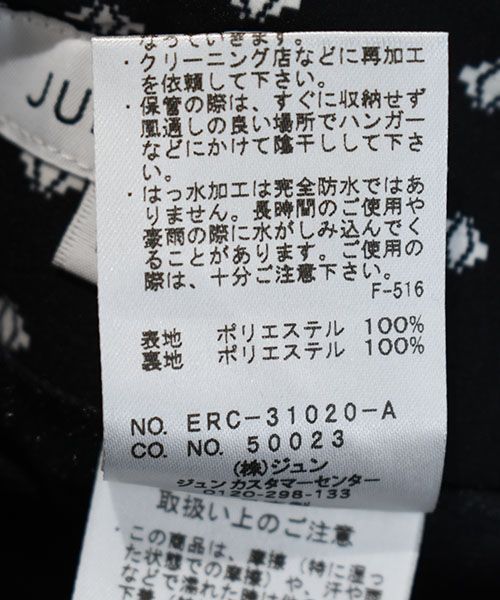 なっていきます。
・クリーニング店などに再加工
を依頼して下さい。
・保管の際は、すぐに収納せず
風通しの良い場所でハンガー
などにかけて陰干しして下さ
い。
・はっ水加工は完全防水ではあ
りません。長時間のご使用や
豪雨の際に水がしみ込んでく
ることがあります。ご使用の
際は、十分ご注意下さい。
F-516
表地 ポリエステル 100%
裏地 ポリエステル 100%
NO. ERC-31020-A
CO. NO. 50023
(株)ジュン
ジュン カスタマーセンター
0120-298-133
取扱い上のご注意
・この商品は、摩擦(特に湿っ
た状態での摩擦)や、汗や雨
などで濡れた時は他
JU